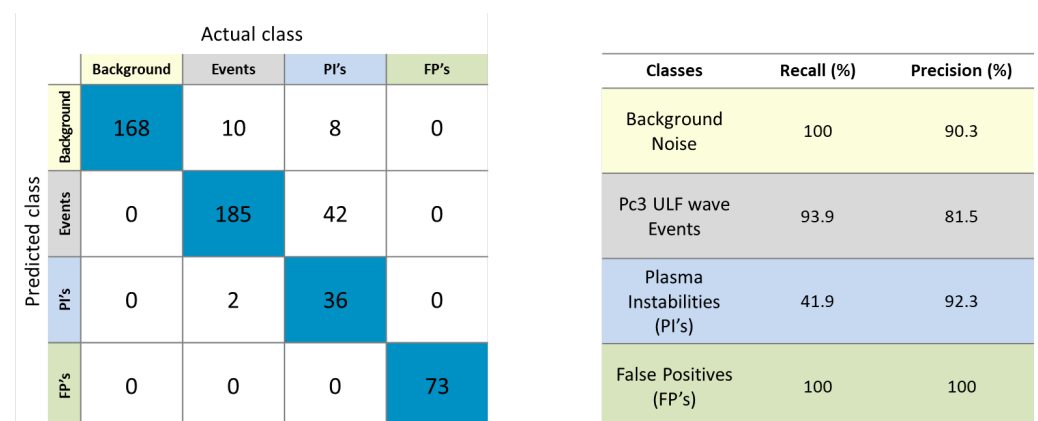 Actual class
Background Events PI's FP's
Predicted class
Background 168 10 8 0
Events 0 185 42 0
PI's 0 2 36 0
FP's 0 0 0 73
Classes Recall (%) Precision (%)
Background
Noise
100 90.3
Pc3 ULF wave
Events
93.9 81.5
Plasma
Instabilities
(PI's)
41.9 92.3
False Positives
(FP's)
100 100